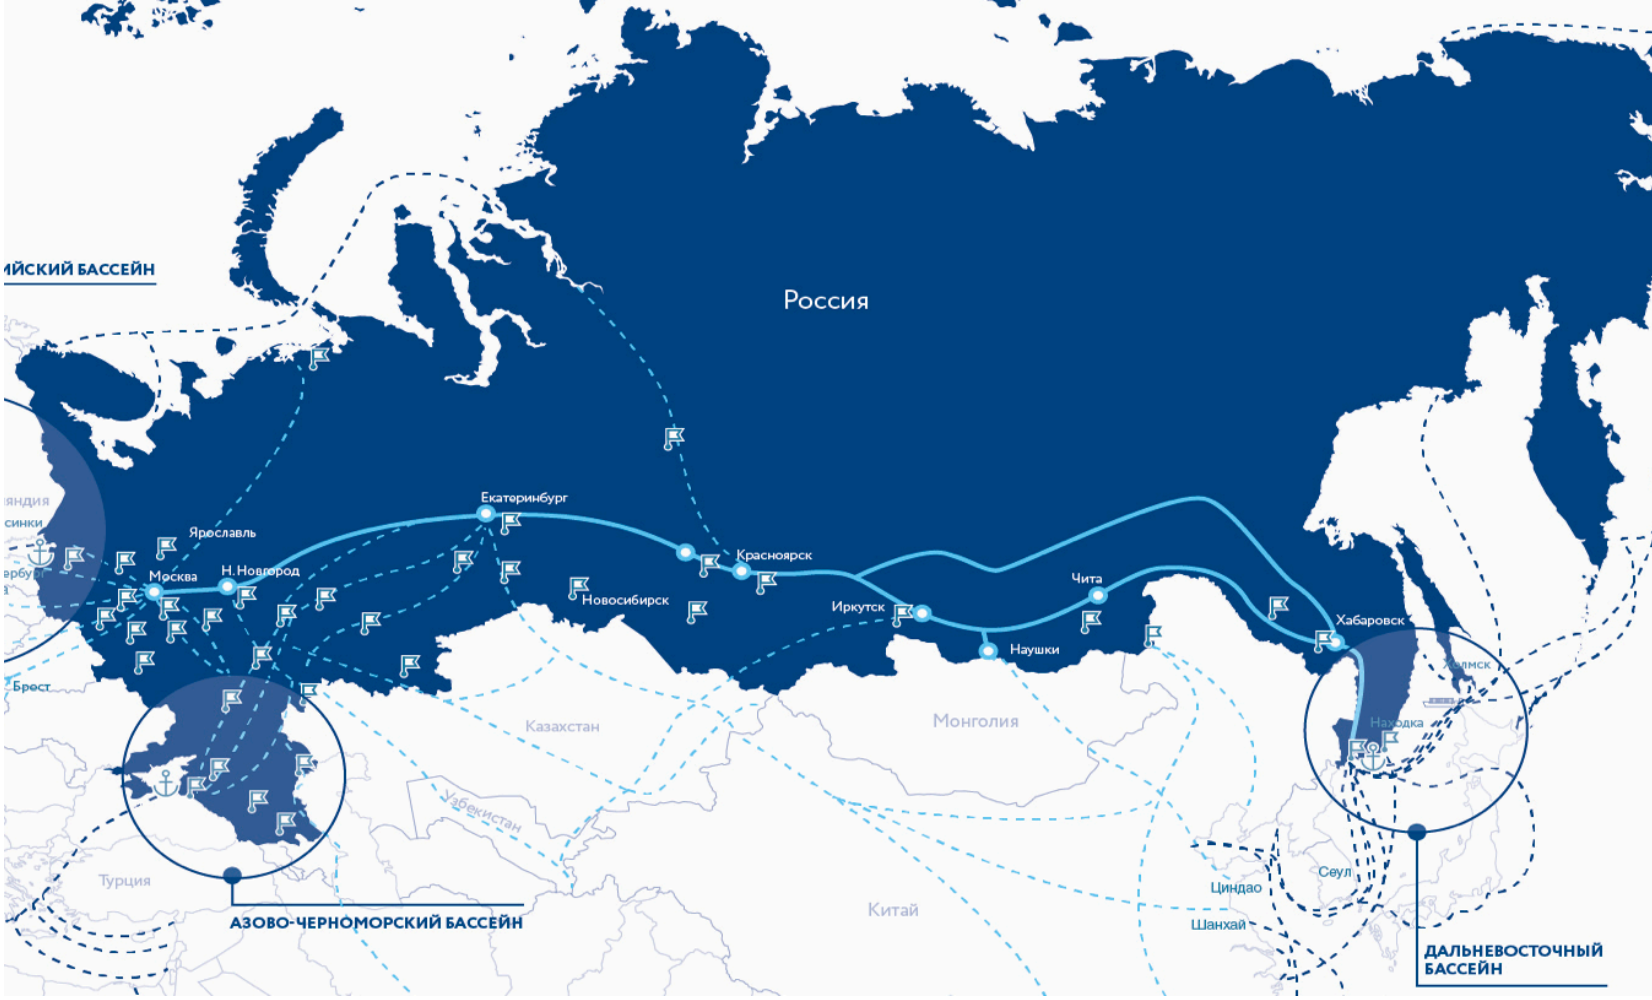 ИЙСКИЙ БАССЕЙН
Россия
яндия
синки
ербург
Екатеринбург
Ярославль
Н. Новгород
Москва
Красноярск
Новосибирск
Иркутск
Чита
Наушки
Хабаровск
Холмск
Находка
Брест
Казахстан
Монголия
Узбекистан
Турция
Китай
Сеул
Циндао
Шанхай
АЗОВО-ЧЕРНОМОРСКИЙ БАССЕЙН
ДАЛЬНЕВОСТОЧНЫЙ
БАССЕЙН